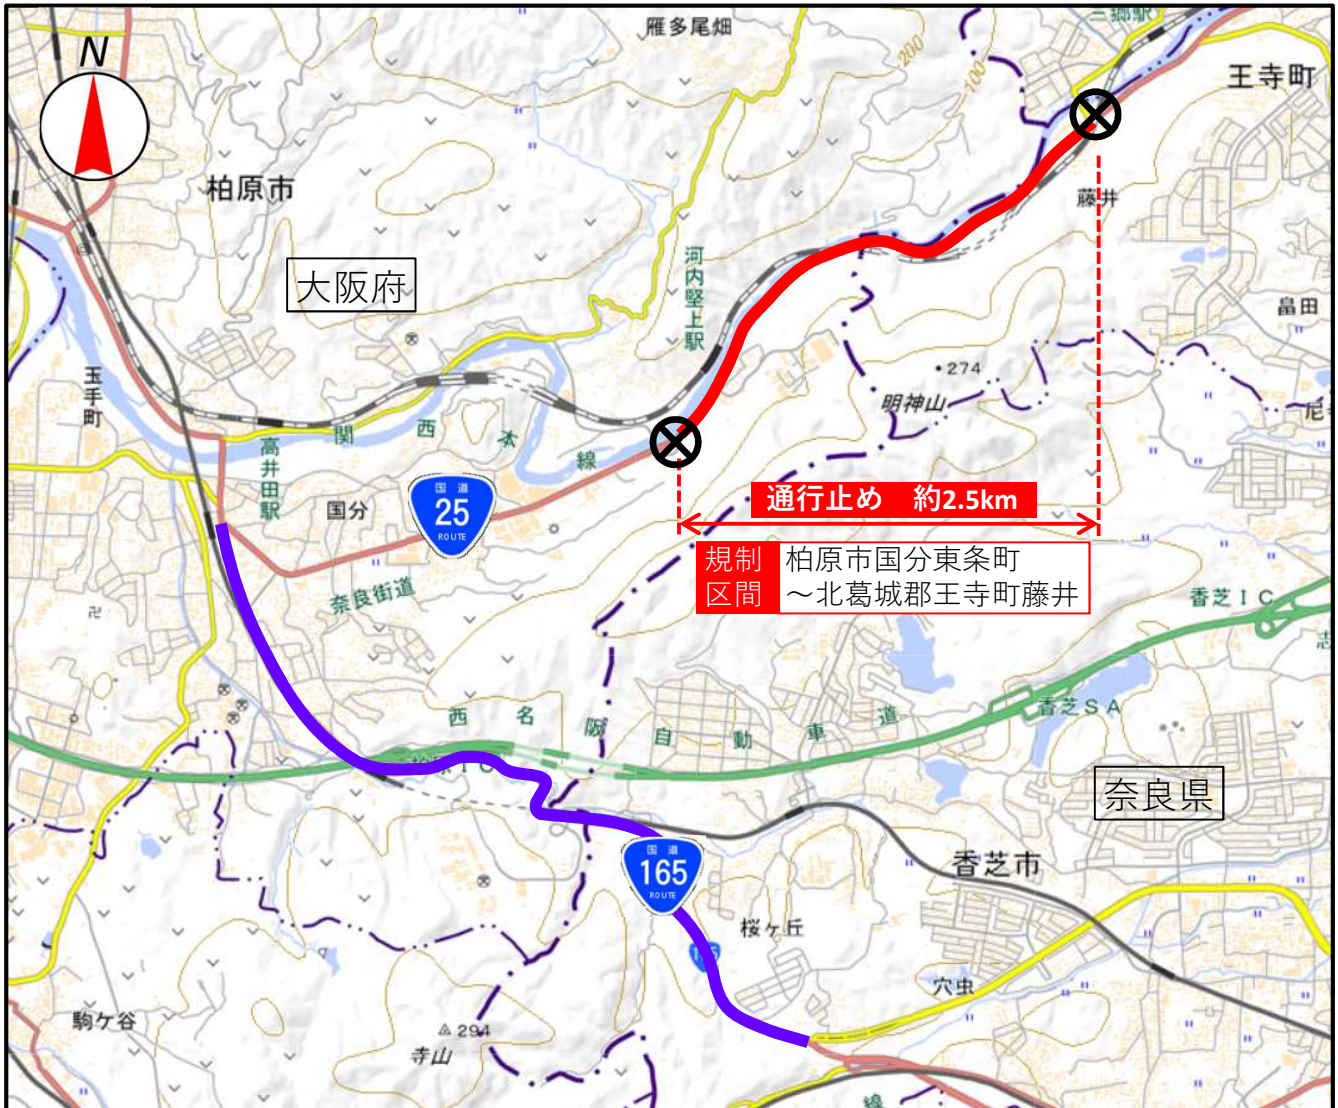 三郷駅
雁多尾畑
N
200
100
王寺町
柏原市
藤井
大阪府
河内堅上駅
畠田
274
玉手町
明神山
関西本線
高井田駅
国道
25
ROUTE
国分
通行止め 約2.5km
規制区間
柏原市国分東条町
～北葛城郡王寺町藤井
奈良街道
香芝IC
香芝SA
西名阪自動車道
奈良県
国道
165
ROUTE
香芝市
桜ヶ丘
穴虫
駒ケ谷
294
寺山
線